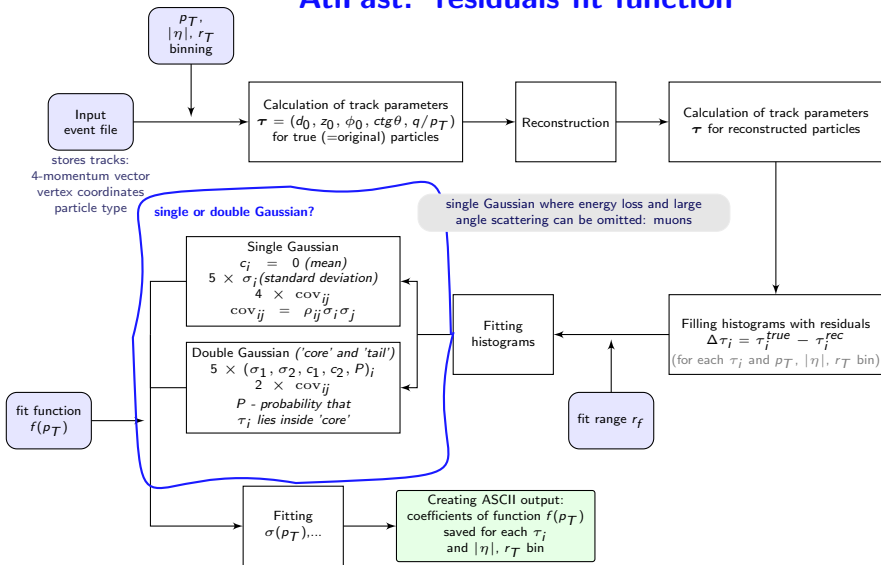 AtlFast: residuals fit function
p_T,
|η|, r_T
binning
Input
event file
stores tracks:
4-momentum vector
vertex coordinates
particle type
Calculation of track parameters
τ = (d_0, z_0, ϕ_0, ctgθ, q/p_T)
for true (=original) particles
Reconstruction
Calculation of track parameters
τ for reconstructed particles
single or double Gaussian?
single Gaussian where energy loss and large
angle scattering can be omitted: muons
Single Gaussian
c_i = 0 (mean)
5 × σ_i (standard deviation)
4 × cov_ij
cov_ij = ρ_ij σ_i σ_j
Double Gaussian ('core' and 'tail')
5 × (σ_1, σ_2, c_1, c_2, P)_i
2 × cov_ij
P - probability that
τ_i lies inside 'core'
Fitting
histograms
Filling histograms with residuals
Δτ_i = τ_i^true − τ_i^rec
(for each τ_i and p_T, |η|, r_T bin)
fit range r_f
fit function
f(p_T)
Fitting
σ(p_T),...
Creating ASCII output:
coefficients of function f(p_T)
saved for each τ_i
and |η|, r_T bin